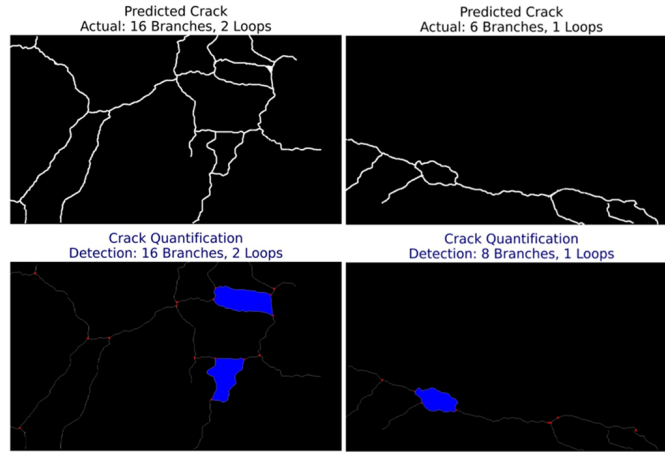 Predicted Crack
Actual: 16 Branches, 2 Loops
Predicted Crack
Actual: 6 Branches, 1 Loops
Crack Quantification
Detection: 16 Branches, 2 Loops
Crack Quantification
Detection: 8 Branches, 1 Loops